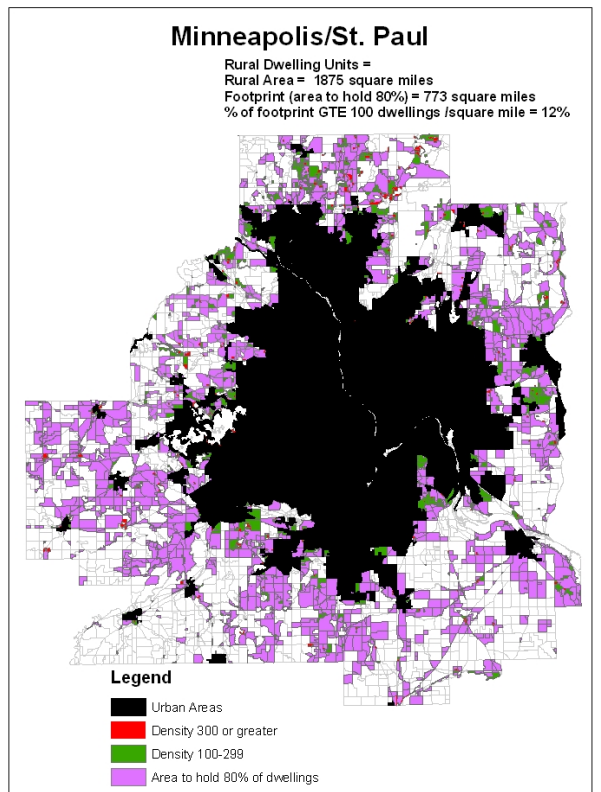 Minneapolis/St. Paul
Rural Dwelling Units =
Rural Area = 1875 square miles
Footprint (area to hold 80%) = 773 square miles
% of footprint GTE 100 dwellings /square mile = 12%
Legend
Urban Areas
Density 300 or greater
Density 100-299
Area to hold 80% of dwellings